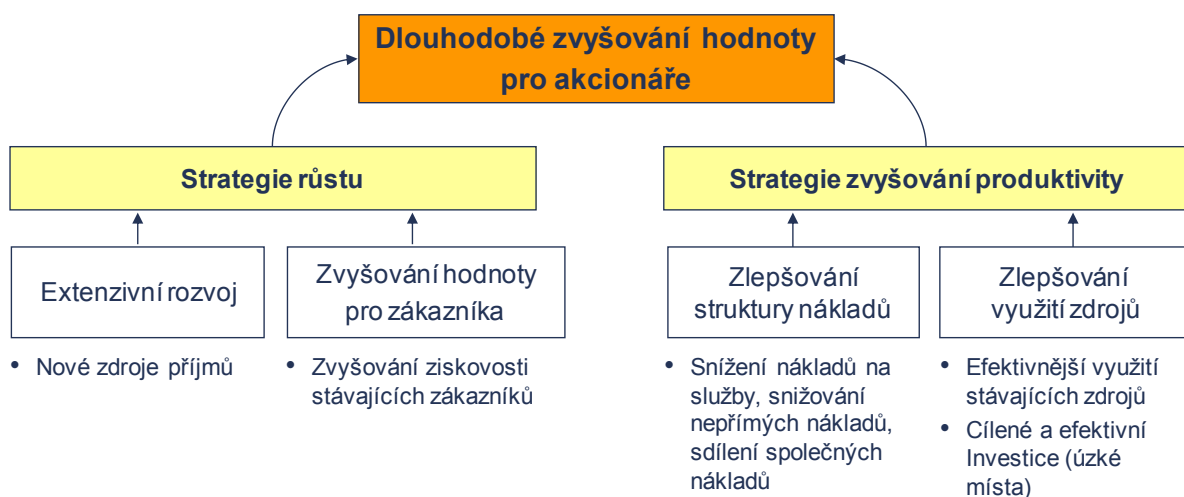 Dlouhodobé zvyšování hodnoty
pro akcionáře
Strategie růstu
Strategie zvyšování produktivity
Extenzivní rozvoj
Zvyšování hodnoty
pro zákazníka
Zlepšování
struktury nákladů
Zlepšování
využití zdrojů
• Nové zdroje příjmů
• Zvyšování ziskovosti
stávajících zákazníků
• Snížení nákladů na
služby, snižování
nepřímých nákladů,
sdílení společných
nákladů
• Efektivnější využití
stávajících zdrojů
• Cílené a efektivní
Investice (úzké
místa)